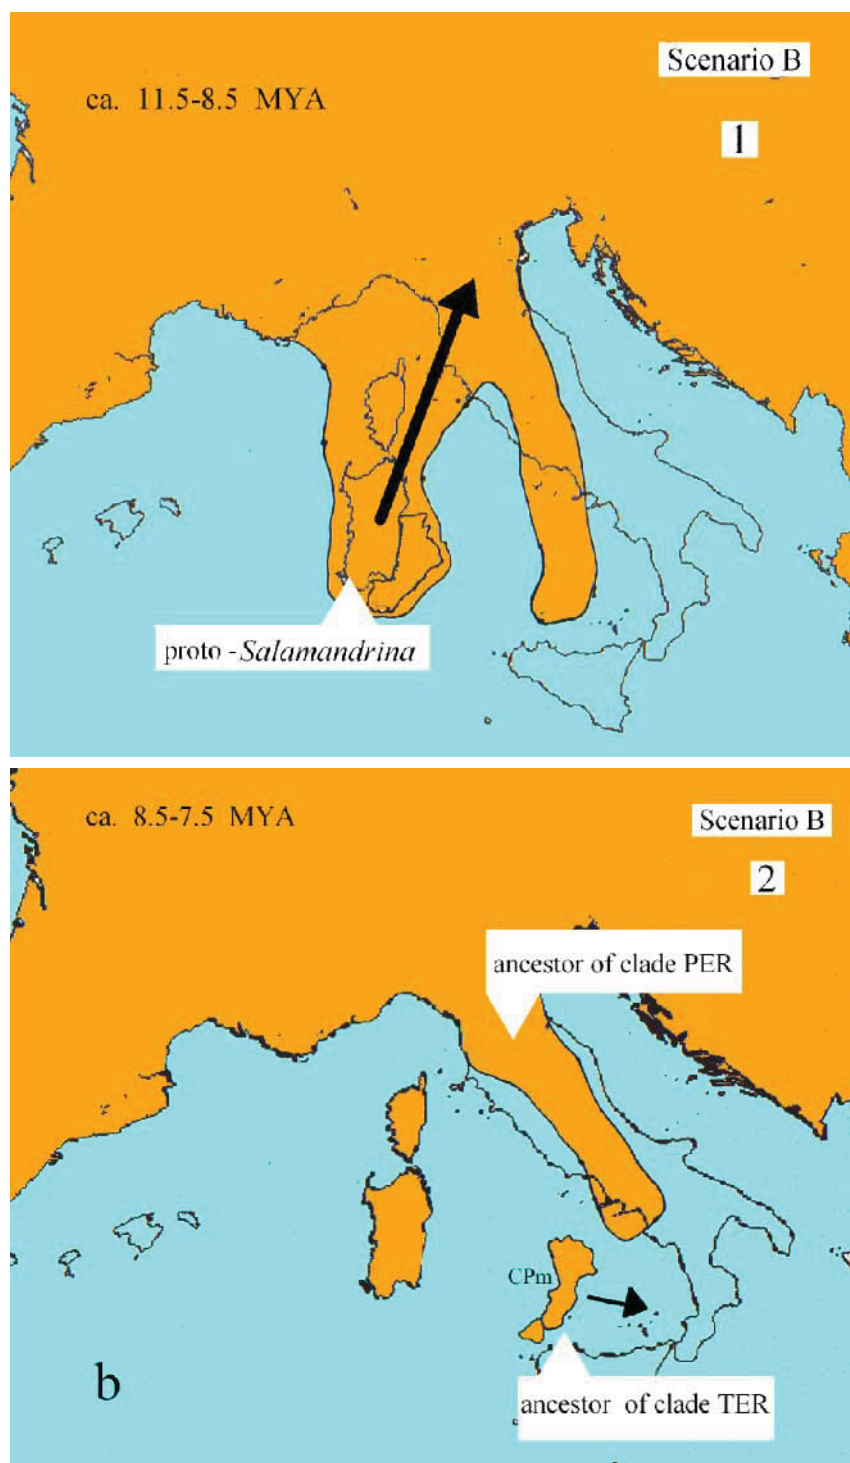 Scenario B
ca. 11.5-8.5 MYA
1
proto - Salamandrina
ca. 8.5-7.5 MYA
Scenario B
2
ancestor of clade PER
CPm
b
ancestor of clade TER